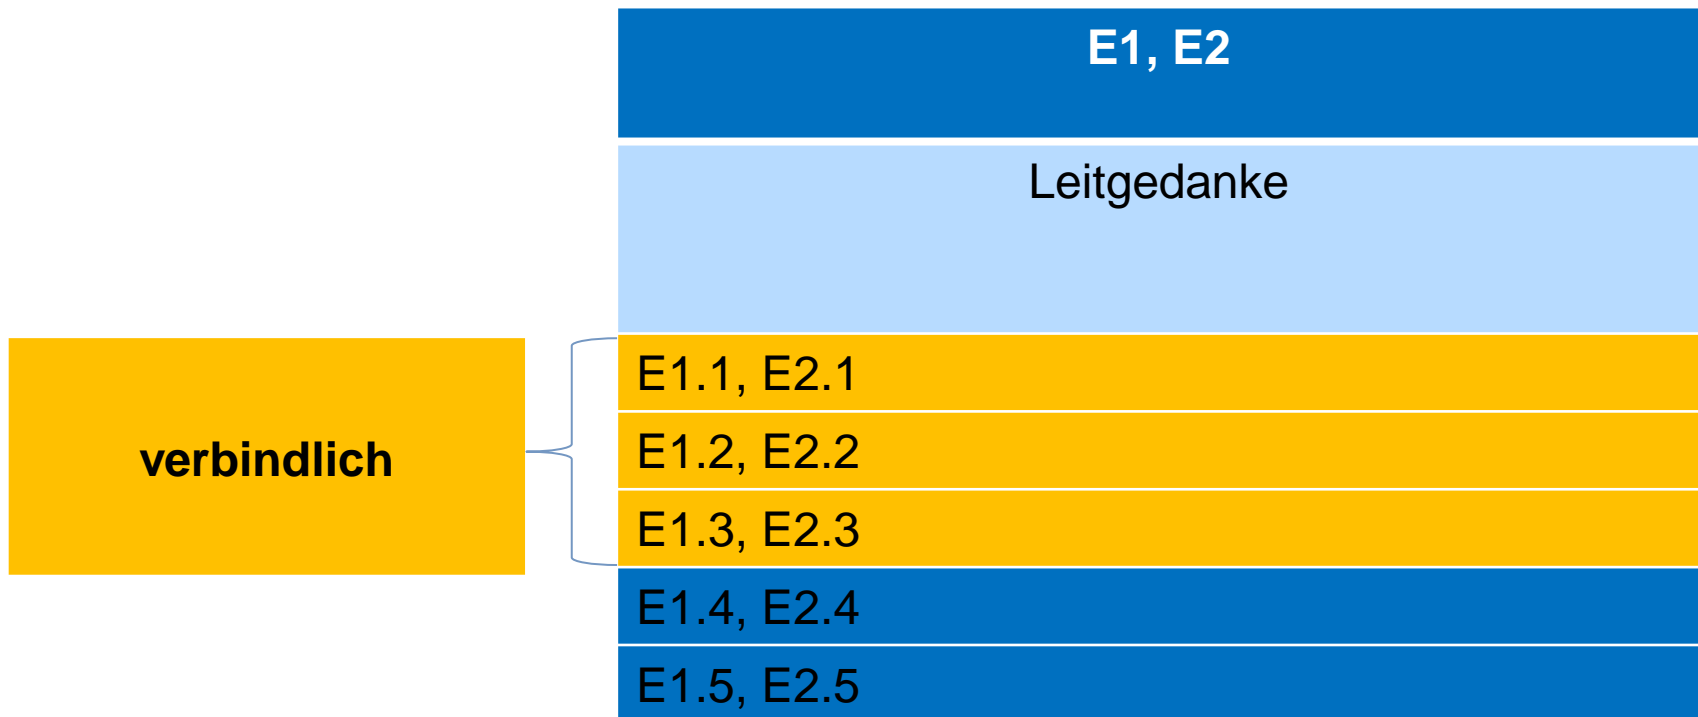 E1, E2
Leitgedanke
verbindlich
E1.1, E2.1
E1.2, E2.2
E1.3, E2.3
E1.4, E2.4
E1.5, E2.5